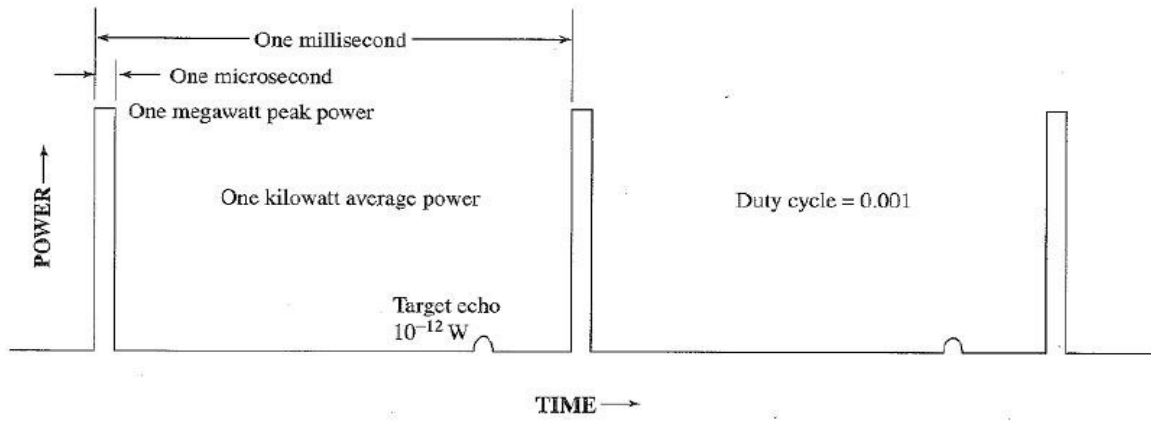 One millisecond
One microsecond
One megawatt peak power
POWER
One kilowatt average power
Duty cycle = 0.001
Target echo
10⁻¹² W
TIME